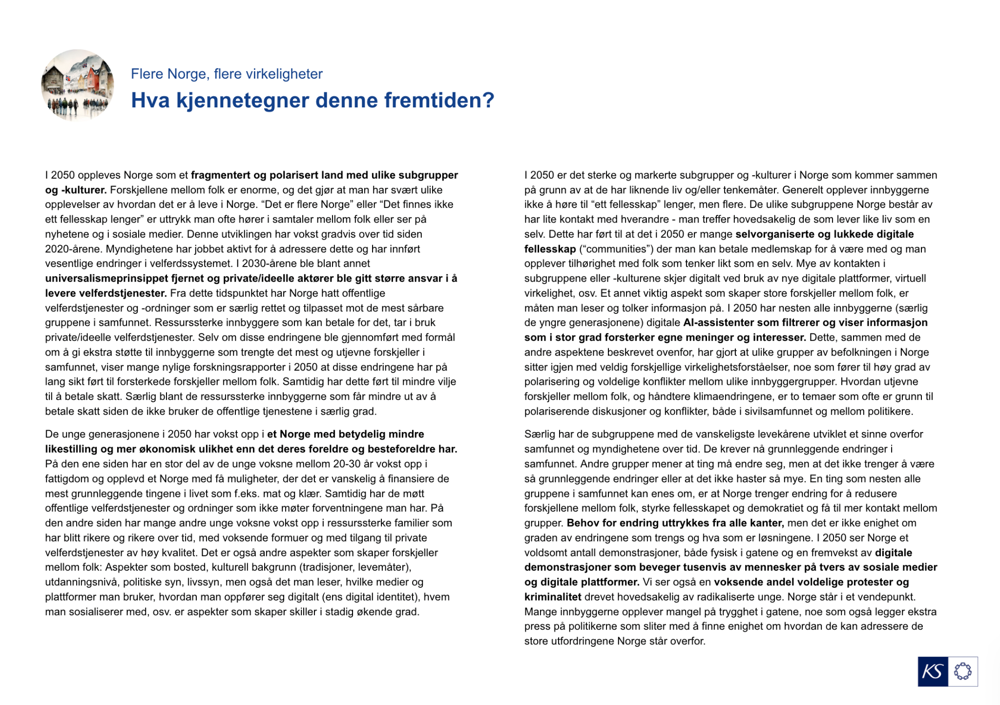 Flere Norge, flere virkeligheter
Hva kjennetegner denne fremtiden?
I 2050 oppleves Norge som et fragmentert og polarisert land med ulike subgrupper
og -kulturer. Forskjellene mellom folk er enorme, og det gjør at man har svært ulike
opplevelser av hvordan det er å leve i Norge. “Det er flere Norge” eller “Det finnes ikke
ett fellesskap lenger” er uttrykk man ofte hører i samtaler mellom folk eller ser på
nyhetene og i sosiale medier. Denne utviklingen har vokst gradvis over tid siden
2020-årene. Myndighetene har jobbet aktivt for å adressere dette og har innført
vesentlige endringer i velferdssystemet. I 2030-årene ble blant annet
universalismeprinsippet fjernet og private/ideelle aktører ble gitt større ansvar i å
levere velferdstjenester. Fra dette tidspunktet har Norge hatt offentlige
velferdstjenester og -ordninger som er særlig rettet og tilpasset mot de mest sårbare
gruppene i samfunnet. Ressurssterke innbyggere som kan betale for det, tar i bruk
private/ideelle velferdstjenester. Selv om disse endringene ble gjennomført med formål
om å gi ekstra støtte til innbyggerne som trengte det mest og utjevne forskjeller i
samfunnet, viser mange nylige forskningsrapporter i 2050 at disse endringene har på
lang sikt ført til forsterkede forskjeller mellom folk. Samtidig har dette ført til mindre vilje
til å betale skatt. Særlig blant de ressurssterke innbyggerne som får mindre ut av å
betale skatt siden de ikke bruker de offentlige tjenestene i særlig grad.
De unge generasjonene i 2050 har vokst opp i et Norge med betydelig mindre
likestilling og mer økonomisk ulikhet enn det deres foreldre og besteforeldre har.
På den ene siden har en stor del av de unge voksne mellom 20-30 år vokst opp i
fattigdom og opplevd et Norge med få muligheter, der det er vanskelig å finansiere de
mest grunnleggende tingene i livet som f.eks. mat og klær. Samtidig har de møtt
offentlige velferdstjenester og ordninger som ikke møter forventningene man har. På
den andre siden har mange andre unge voksne vokst opp i ressurssterke familier som
har blitt rikere og rikere over tid, med voksende formuer og med tilgang til private
velferdstjenester av høy kvalitet. Det er også andre aspekter som skaper forskjeller
mellom folk: Aspekter som bosted, kulturell bakgrunn (tradisjoner, levemåter),
utdanningsnivå, politiske syn, livssyn, men også det man leser, hvilke medier og
plattformer man bruker, hvordan man oppfører seg digitalt (ens digital identitet), hvem
man sosialiserer med, osv. er aspekter som skaper skiller i stadig økende grad.
I 2050 er det sterke og markerte subgrupper og -kulturer i Norge som kommer sammen
på grunn av at de har liknende liv og/eller tenkemåter. Generelt opplever innbyggerne
ikke å høre til “ett fellesskap” lenger, men flere. De ulike subgruppene Norge består av
har lite kontakt med hverandre - man treffer hovedsakelig de som lever like liv som en
selv. Dette har ført til at det i 2050 er mange selvorganiserte og lukkede digitale
fellesskap (“communities”) der man kan betale medlemskap for å være med og man
opplever tilhørighet med folk som tenker likt som en selv. Mye av kontakten i
subgruppene eller -kulturene skjer digitalt ved bruk av nye digitale plattformer, virtuell
virkelighet, osv. Et annet viktig aspekt som skaper store forskjeller mellom folk, er
måten man leser og tolker informasjon på. I 2050 har nesten alle innbyggerne (særlig
de yngre generasjonene) digitale AI-assistenter som filtrerer og viser informasjon
som i stor grad forsterker egne meninger og interesser. Dette, sammen med de
andre aspektene beskrevet ovenfor, har gjort at ulike grupper av befolkningen i Norge
sitter igjen med veldig forskjellige virkelighetsforståelser, noe som fører til høy grad av
polarisering og voldelige konflikter mellom ulike innbyggergrupper. Hvordan utjevne
forskjeller mellom folk, og håndtere klimaendringene, er to temaer som ofte er grunn til
polariserende diskusjoner og konflikter, både i sivilsamfunnet og mellom politikere.
Særlig har de subgruppene med de vanskeligste levekårene utviklet et sinne overfor
samfunnet og myndighetene over tid. De krever nå grunnleggende endringer i
samfunnet. Andre grupper mener at ting må endre seg, men at det ikke trenger å være
så grunnleggende endringer eller at det ikke haster så mye. En ting som nesten alle
gruppene i samfunnet kan enes om, er at Norge trenger endring for å redusere
forskjellene mellom folk, styrke fellesskapet og demokratiet og få til mer kontakt mellom
grupper. Behov for endring uttrykkes fra alle kanter, men det er ikke enighet om
graden av endringene som trengs og hva som er løsningene. I 2050 ser Norge et
voldsomt antall demonstrasjoner, både fysisk i gatene og en fremvekst av digitale
demonstrasjoner som beveger tusenvis av mennesker på tvers av sosiale medier
og digitale plattformer. Vi ser også en voksende andel voldelige protester og
kriminalitet drevet hovedsakelig av radikaliserte unge. Norge står i et vendepunkt.
Mange innbyggerne opplever mangel på trygghet i gatene, noe som også legger ekstra
press på politikerne som sliter med å finne enighet om hvordan de kan adressere de
store utfordringene Norge står overfor.
KS